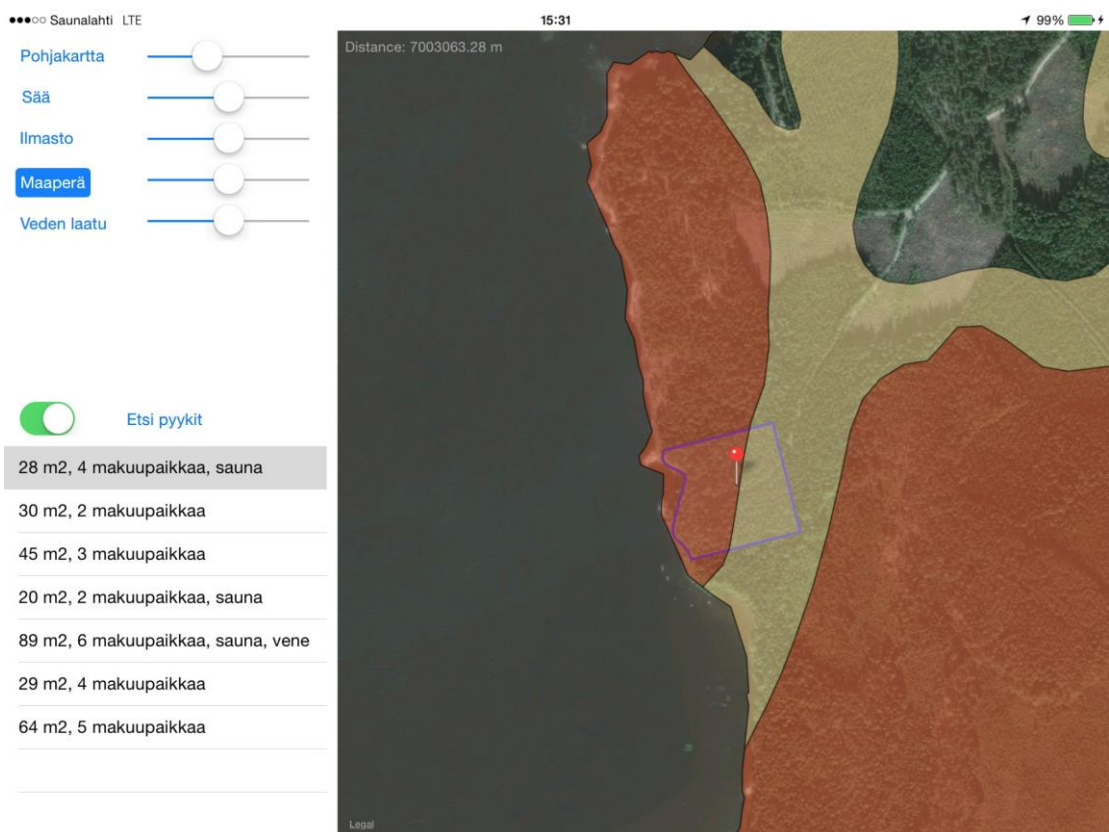 Saunalahti LTE 15:31 99%
Pohjakartta
Sää
Ilmasto
Maaperä
Veden laatu
Distance: 7003063.28 m
Etsi pyykit
28 m2, 4 makuupaikkaa, sauna
30 m2, 2 makuupaikkaa
45 m2, 3 makuupaikkaa
20 m2, 2 makuupaikkaa, sauna
89 m2, 6 makuupaikkaa, sauna, vene
29 m2, 4 makuupaikkaa
64 m2, 5 makuupaikkaa
Legal